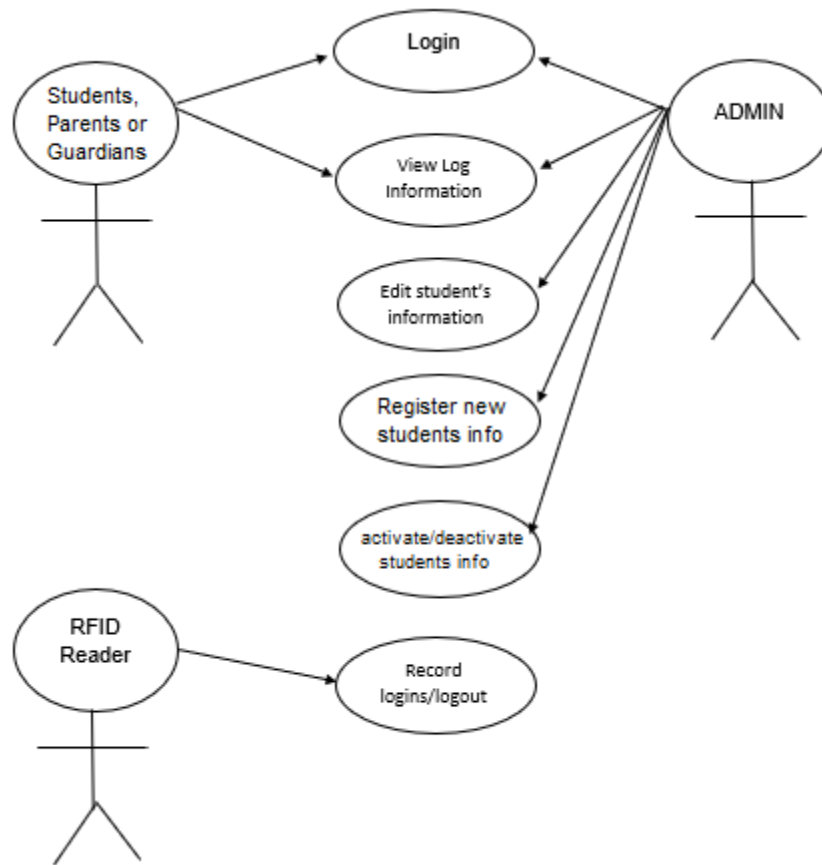 Login
Students,
Parents or
Guardians
ADMIN
View Log
Information
Edit student's
information
Register new
students info
activate/deactivate
students info
RFID
Reader
Record
logins/logout